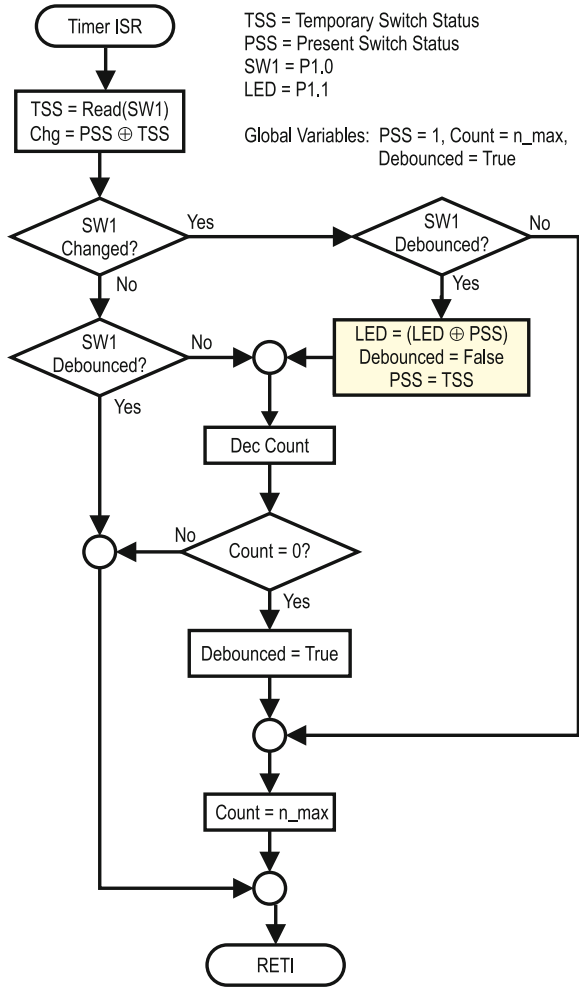 Timer ISR
TSS = Temporary Switch Status
PSS = Present Switch Status
SW1 = P1.0
LED = P1.1
Global Variables: PSS = 1, Count = n_max,
Debounced = True
TSS = Read(SW1)
Chg = PSS ⊕ TSS
SW1
Changed?
Yes
No
SW1
Debounced?
No
Yes
LED = (LED ⊕ PSS)
Debounced = False
PSS = TSS
SW1
Debounced?
No
Yes
Dec Count
Count = 0?
No
Yes
Debounced = True
Count = n_max
RETI